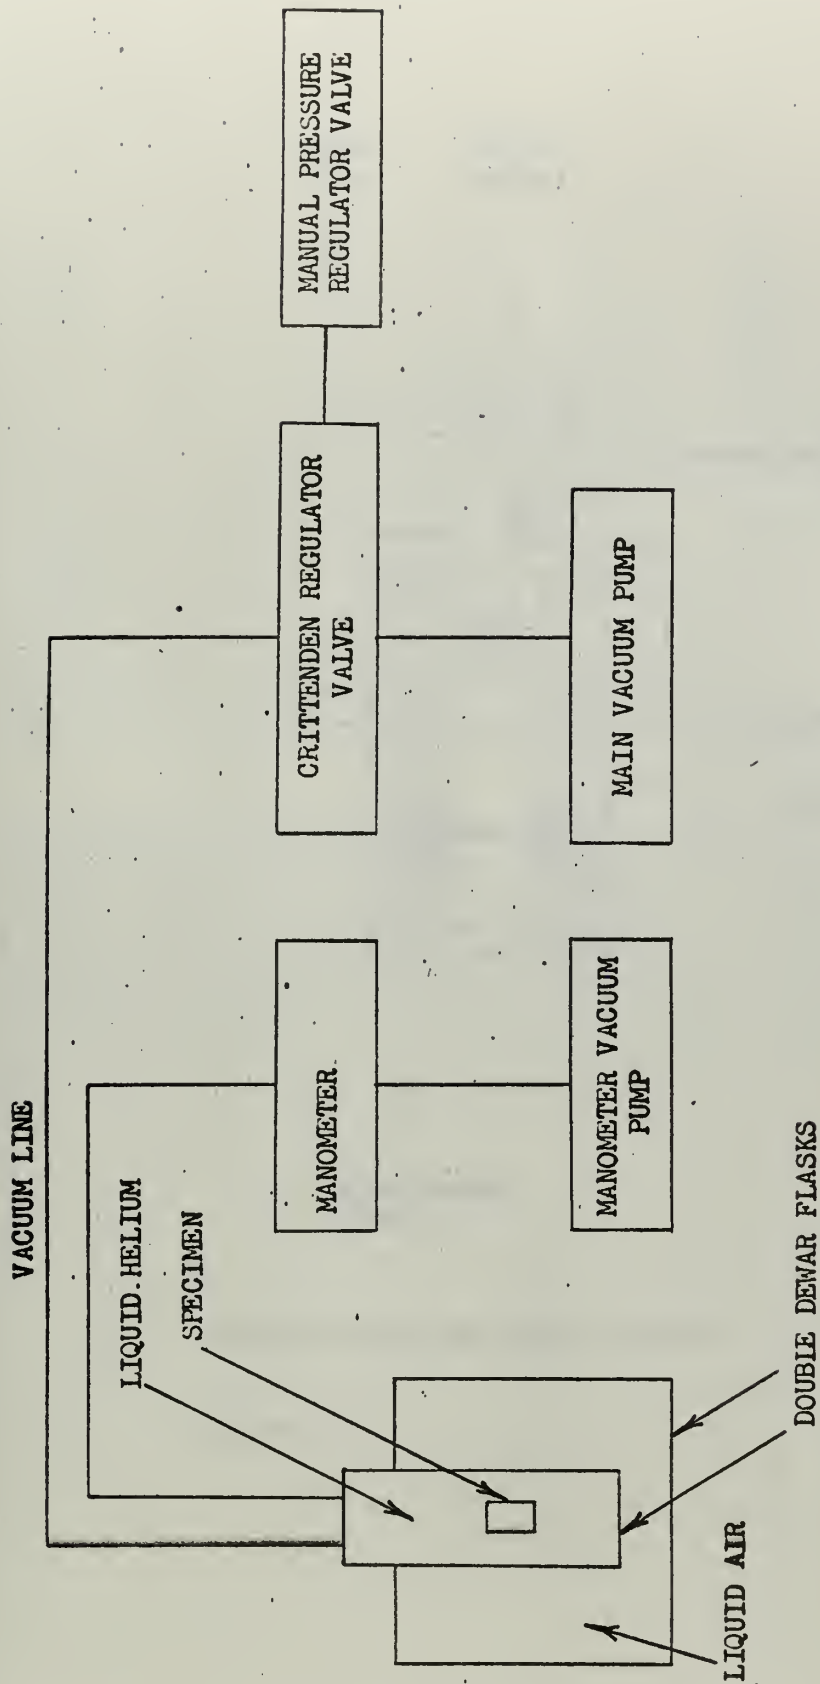 VACUUM LINE
LIQUID HELIUM
SPECIMEN
MANOMETER
CRITTENDEN REGULATOR
VALVE
MANUAL PRESSURE
REGULATOR VALVE
MANOMETER VACUUM
PUMP
MAIN VACUUM PUMP
LIQUID AIR
DOUBLE DEWAR FLASKS